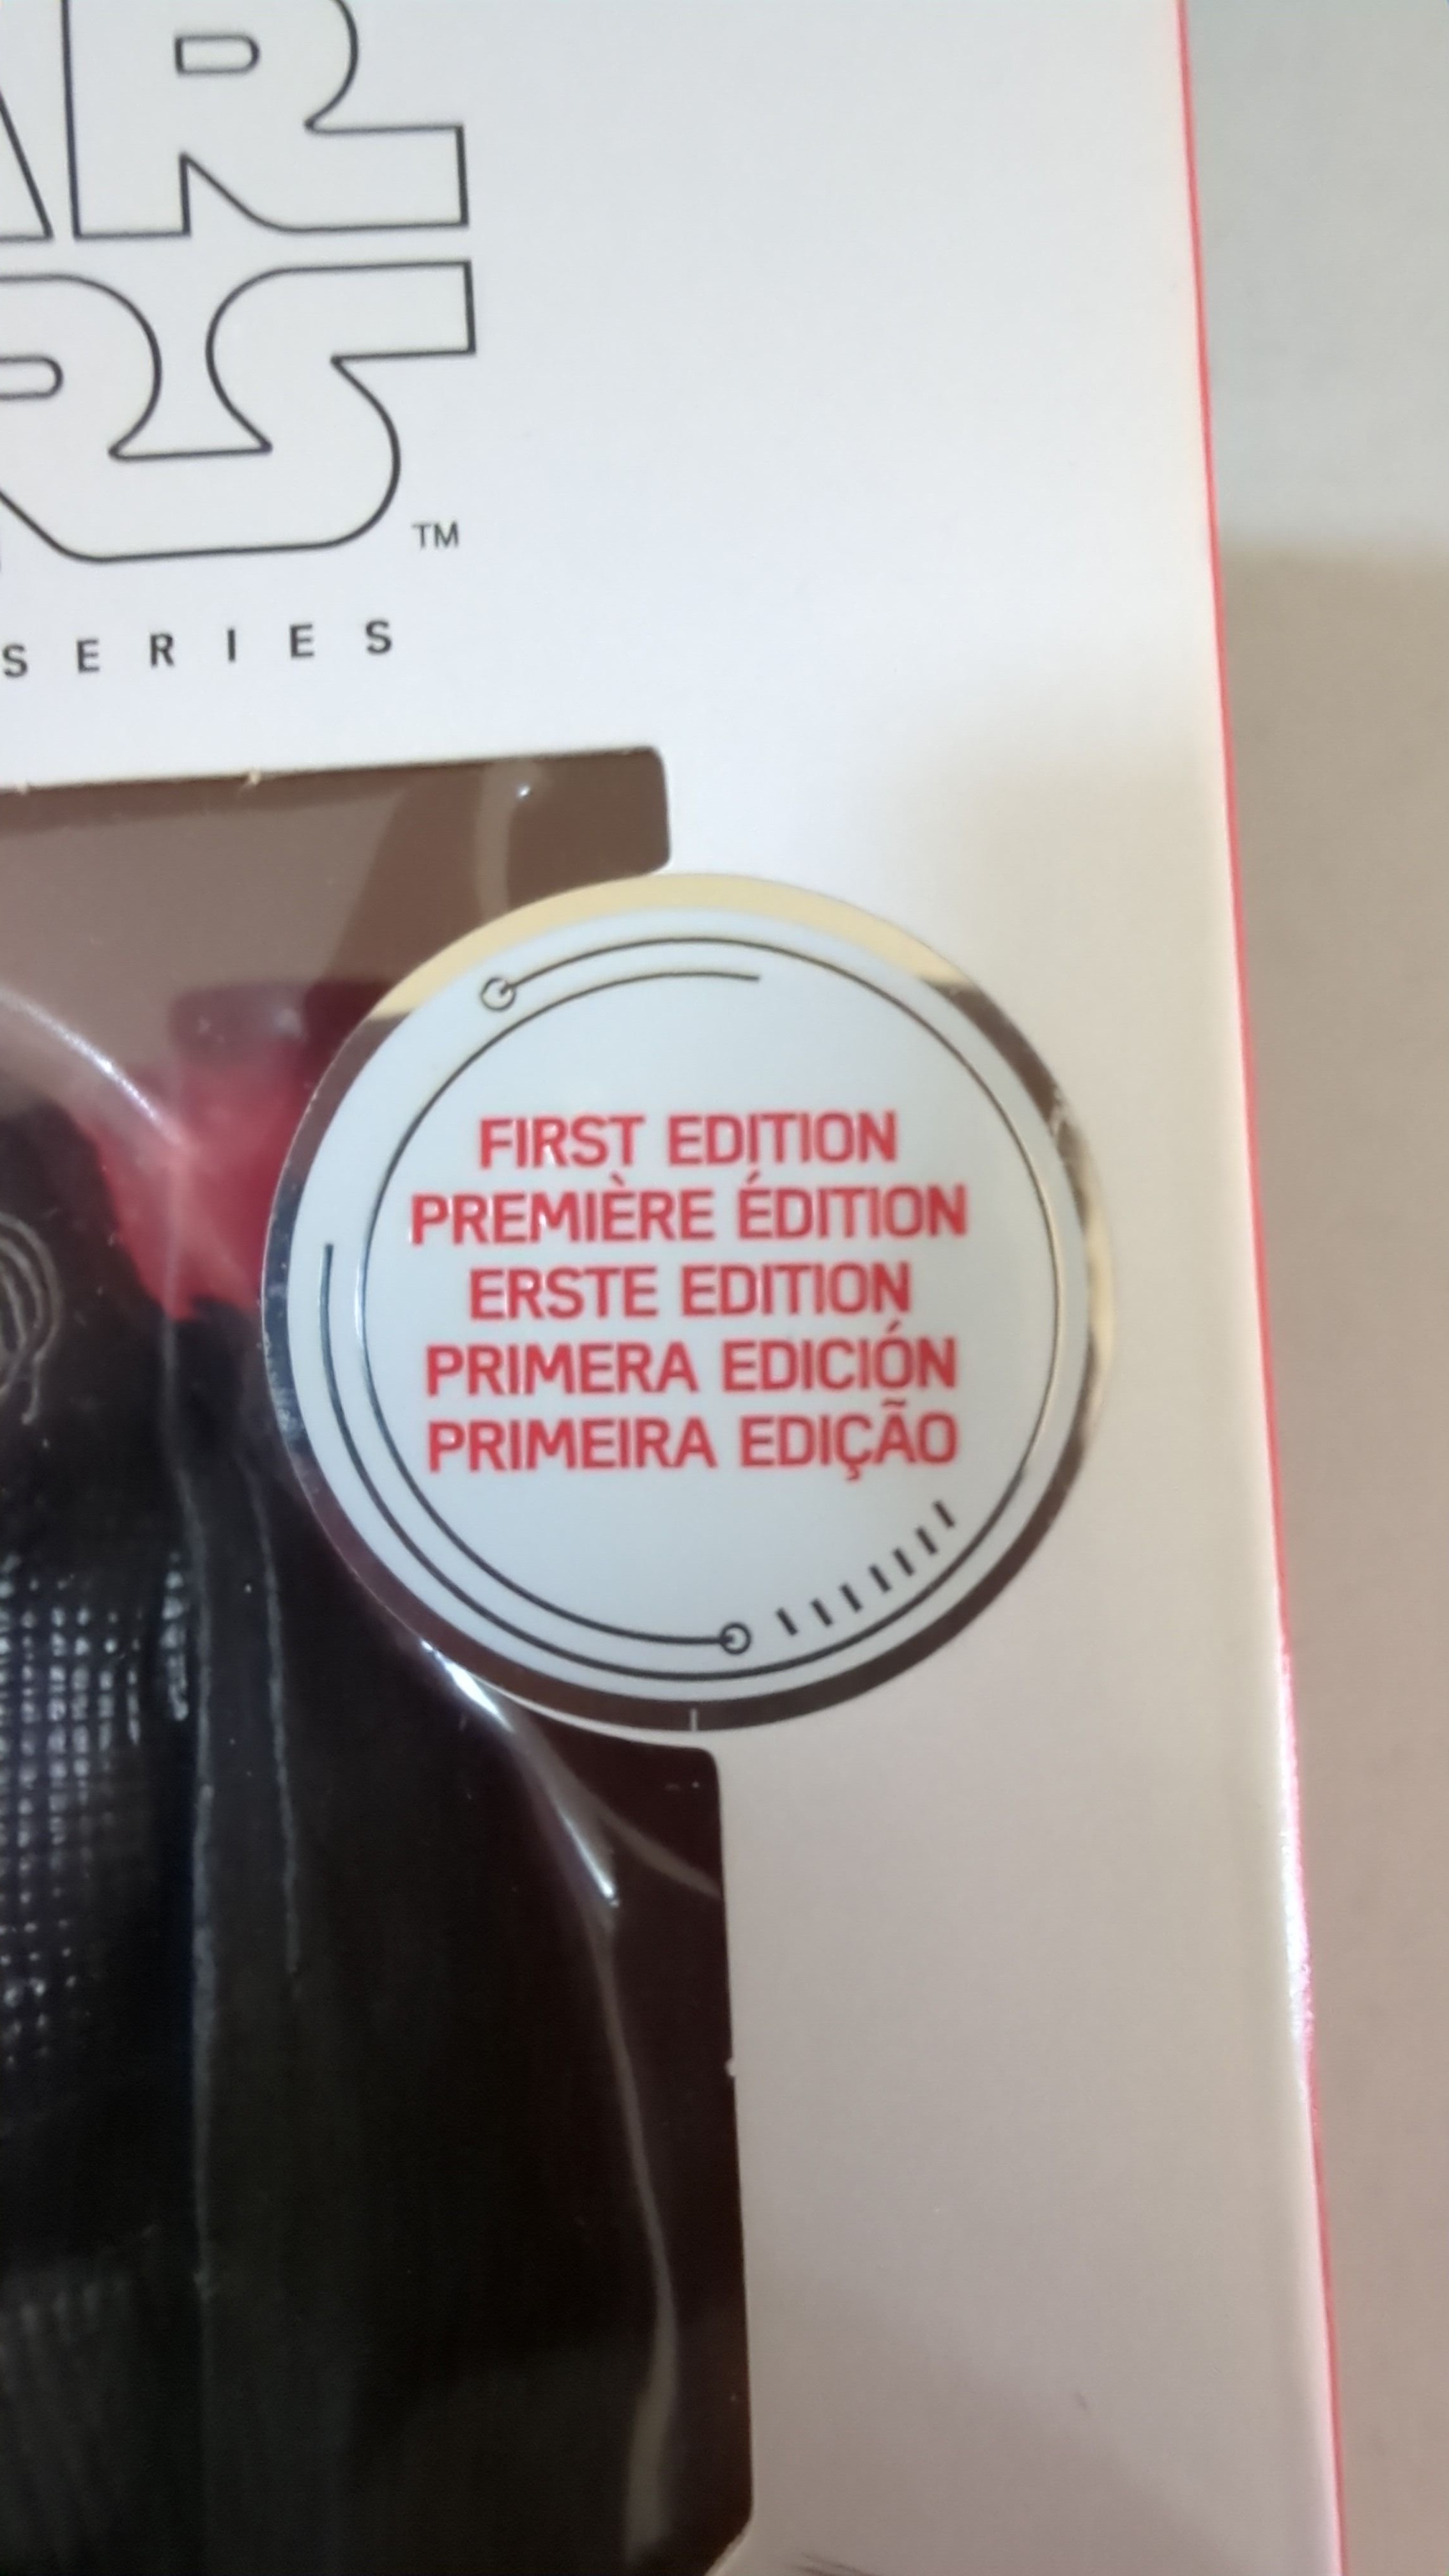 AR
RS
TM
SERIES
FIRST EDITION
PREMIÈRE ÉDITION
ERSTE EDITION
PRIMERA EDICIÓN
PRIMEIRA EDIÇÃO